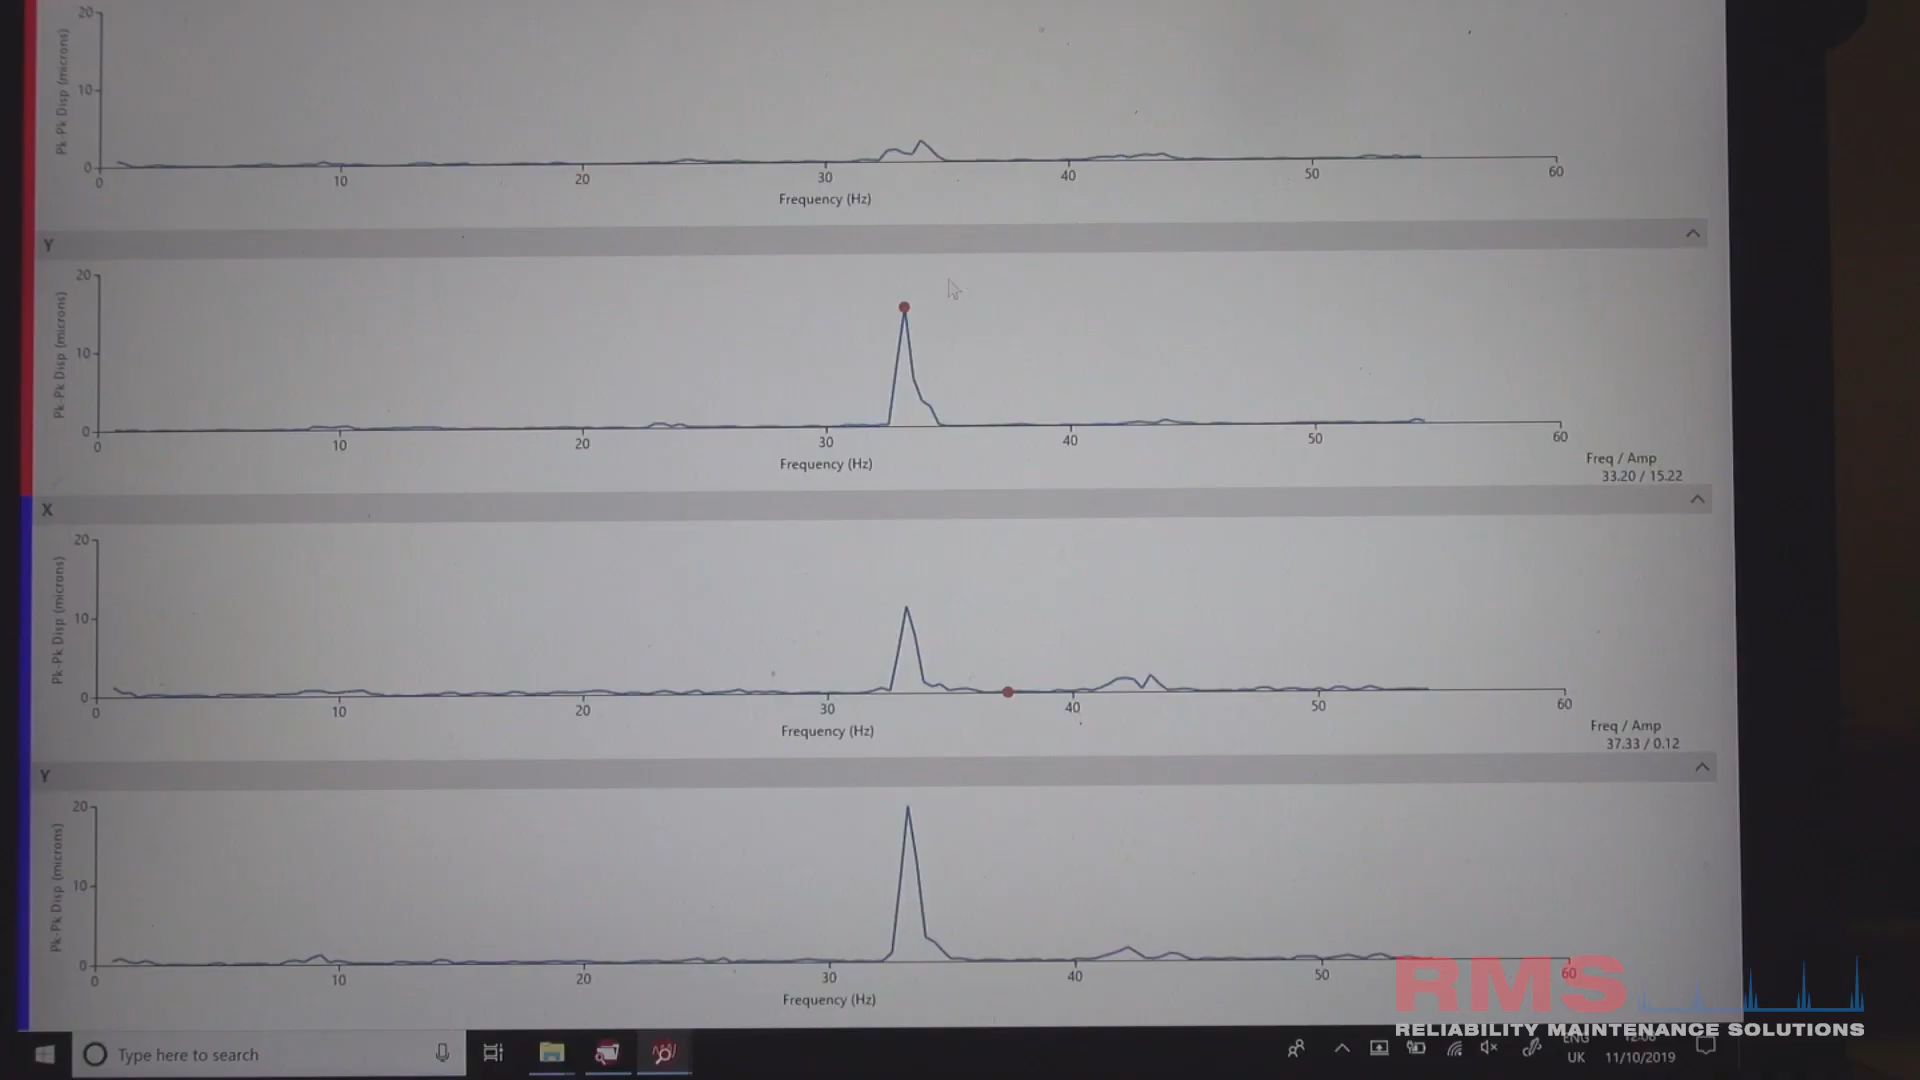 20
Pk-Pk Disp (microns)
10
0
0 10 20 30 40 50 60
Frequency (Hz)
Y
20
Pk-Pk Disp (microns)
10
0
0 10 20 30 40 50 60
Frequency (Hz)
Freq / Amp
33.20 / 15.22
X
20
Pk-Pk Disp (microns)
10
0
0 10 20 30 40 50 60
Frequency (Hz)
Freq / Amp
37.33 / 0.12
Y
20
Pk-Pk Disp (microns)
10
0
0 10 20 30 40 50 60
Frequency (Hz)
RMS
RELIABILITY MAINTENANCE SOLUTIONS
Type here to search
ENG
UK
11/10/2019